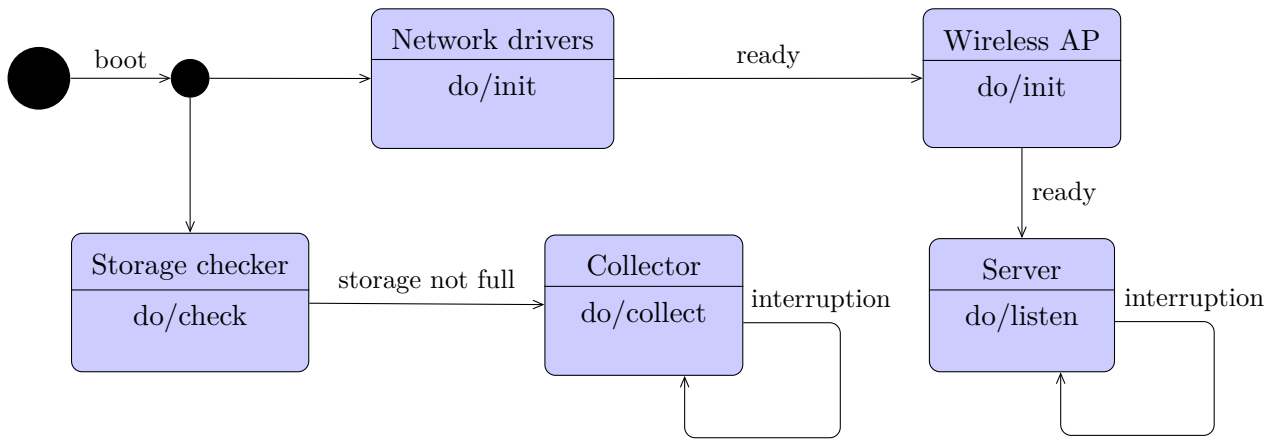 boot
Network drivers
do/init
ready
Wireless AP
do/init
ready
Storage checker
do/check
storage not full
Collector
do/collect
interruption
Server
do/listen
interruption